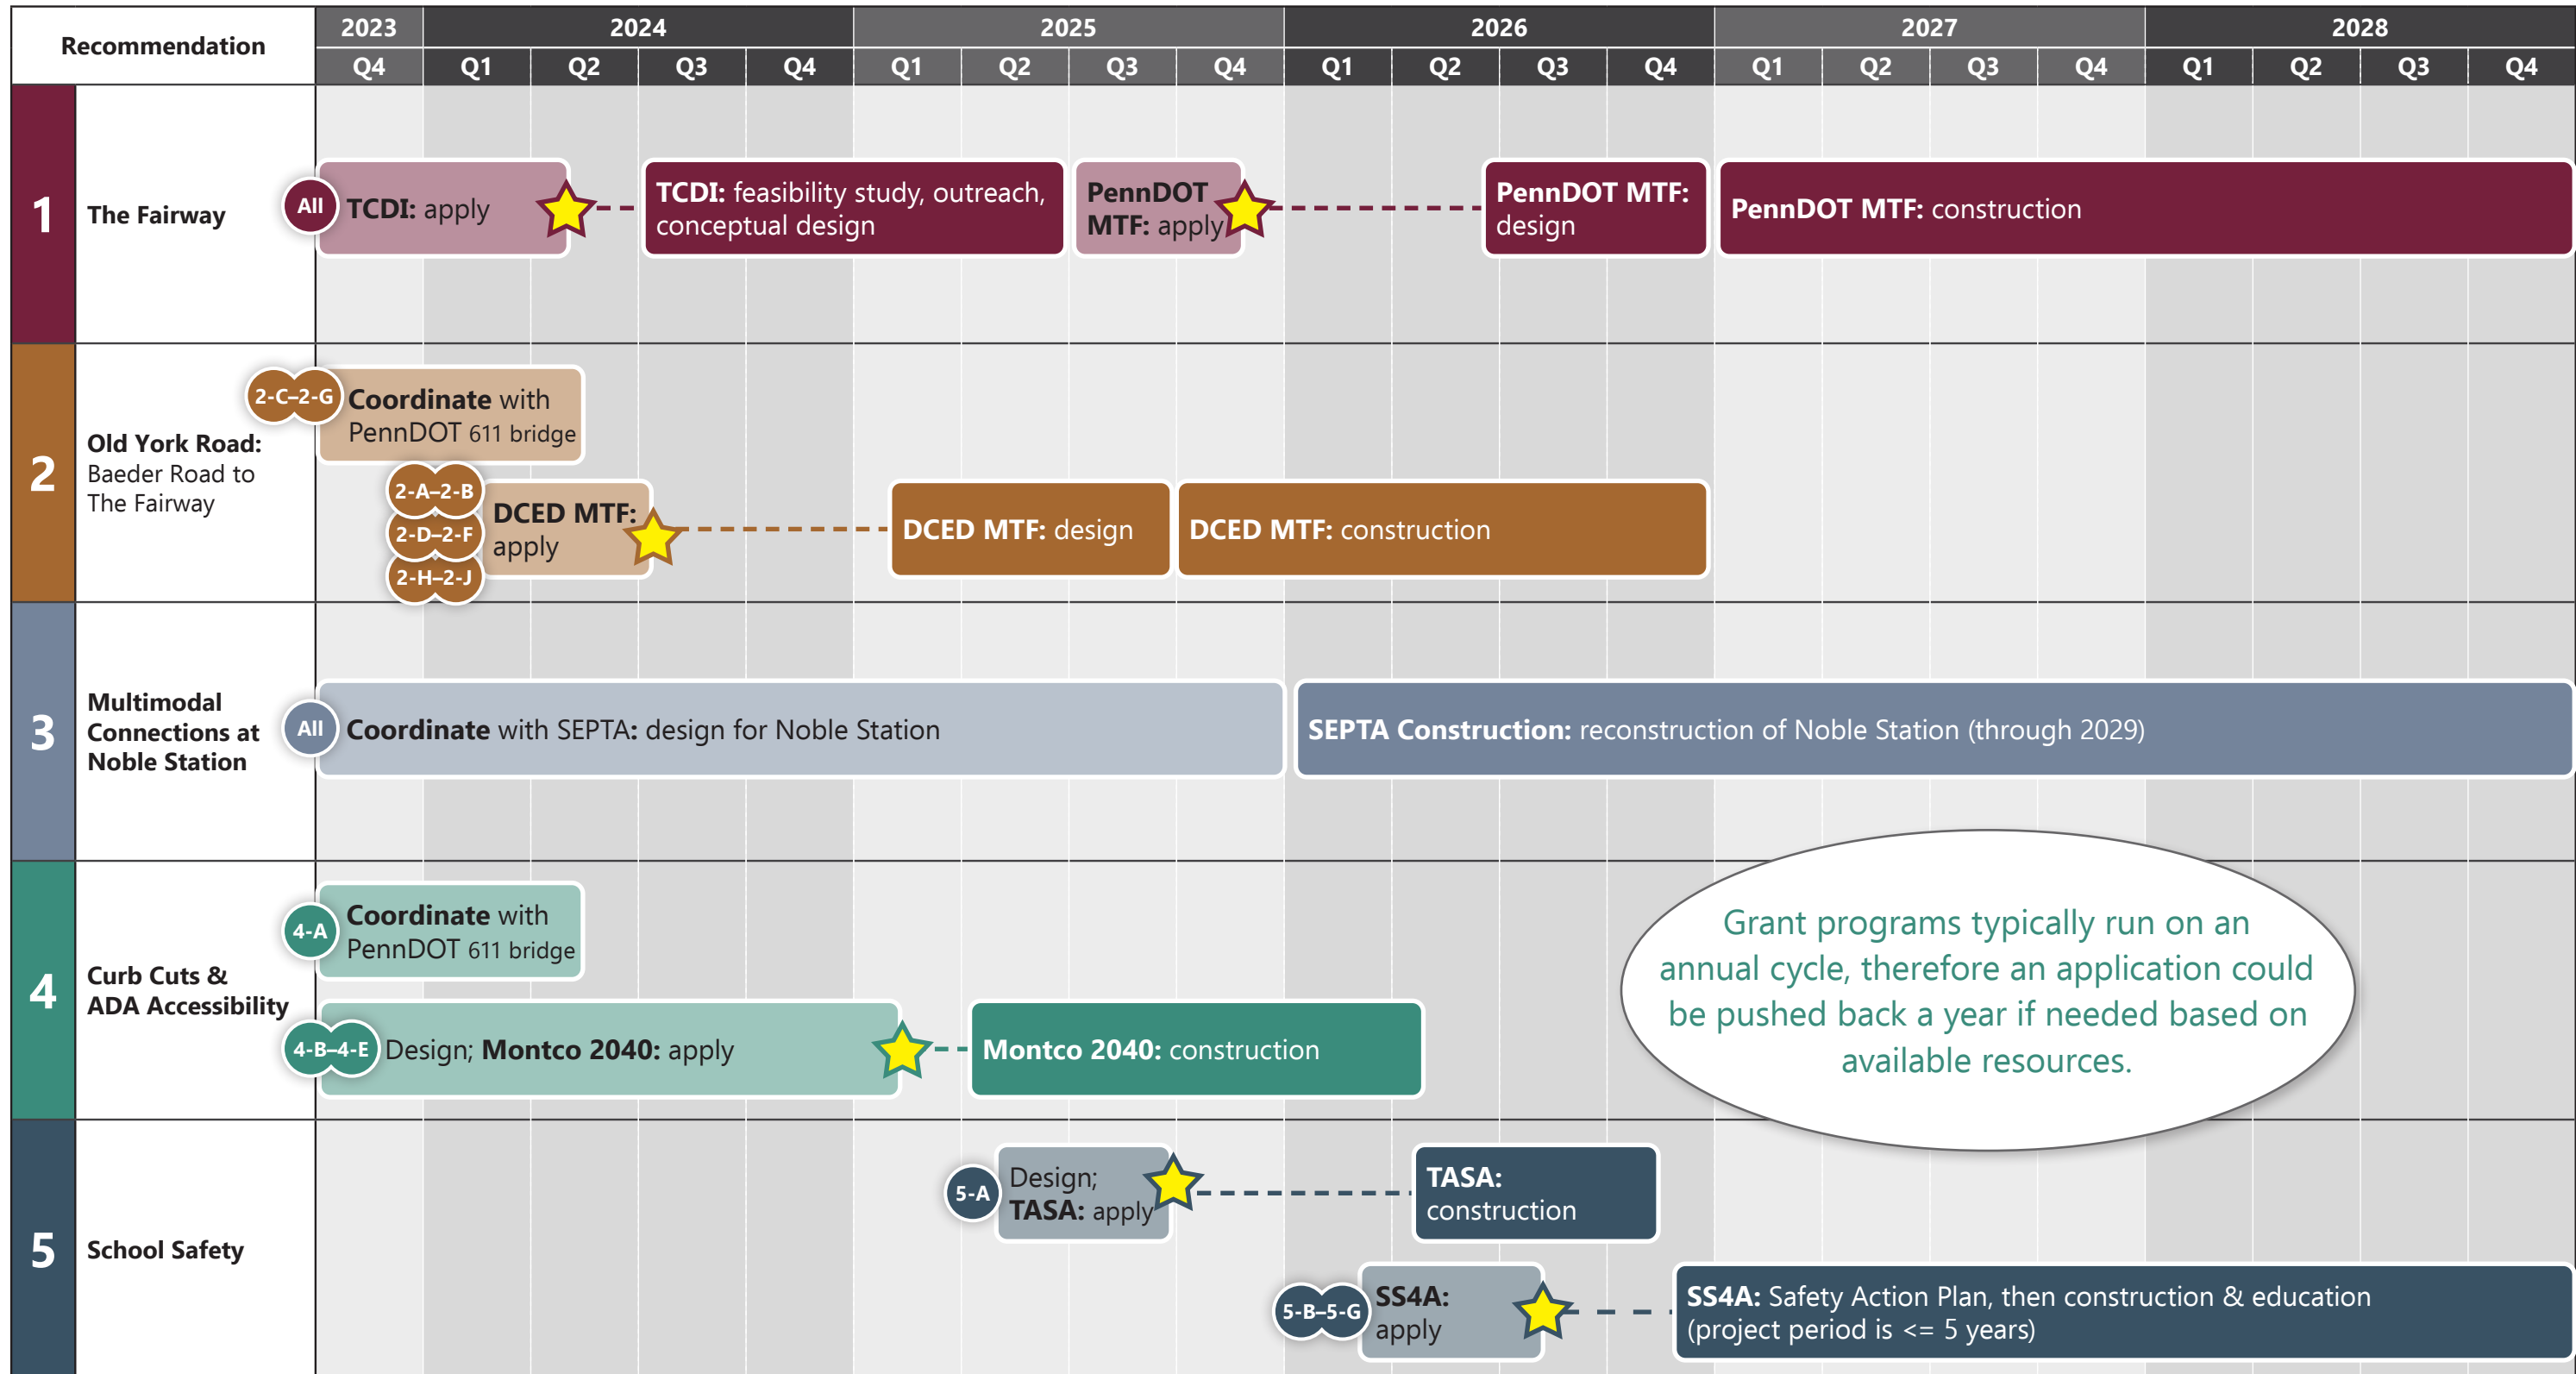 Recommendation
2023 2024 2025 2026 2027 2028
Q4 Q1 Q2 Q3 Q4 Q1 Q2 Q3 Q4 Q1 Q2 Q3 Q4 Q1 Q2 Q3 Q4 Q1 Q2 Q3 Q4
1
The Fairway
All
TCDI: apply
TCDI: feasibility study, outreach,
conceptual design
PennDOT
MTF: apply
PennDOT MTF:
design
PennDOT MTF: construction
2
Old York Road:
Baeder Road to
The Fairway
2-C–2-G
Coordinate with
PennDOT 611 bridge
2-A–2-B
2-D–2-F
2-H–2-J
DCED MTF:
apply
DCED MTF: design
DCED MTF: construction
3
Multimodal
Connections at
Noble Station
All
Coordinate with SEPTA: design for Noble Station
SEPTA Construction: reconstruction of Noble Station (through 2029)
4
Curb Cuts &
ADA Accessibility
4-A
Coordinate with
PennDOT 611 bridge
4-B–4-E
Design; Montco 2040: apply
Montco 2040: construction
Grant programs typically run on an
annual cycle, therefore an application could
be pushed back a year if needed based on
available resources.
5
School Safety
5-A
Design;
TASA: apply
TASA:
construction
5-B–5-G
SS4A:
apply
SS4A: Safety Action Plan, then construction & education
(project period is <= 5 years)